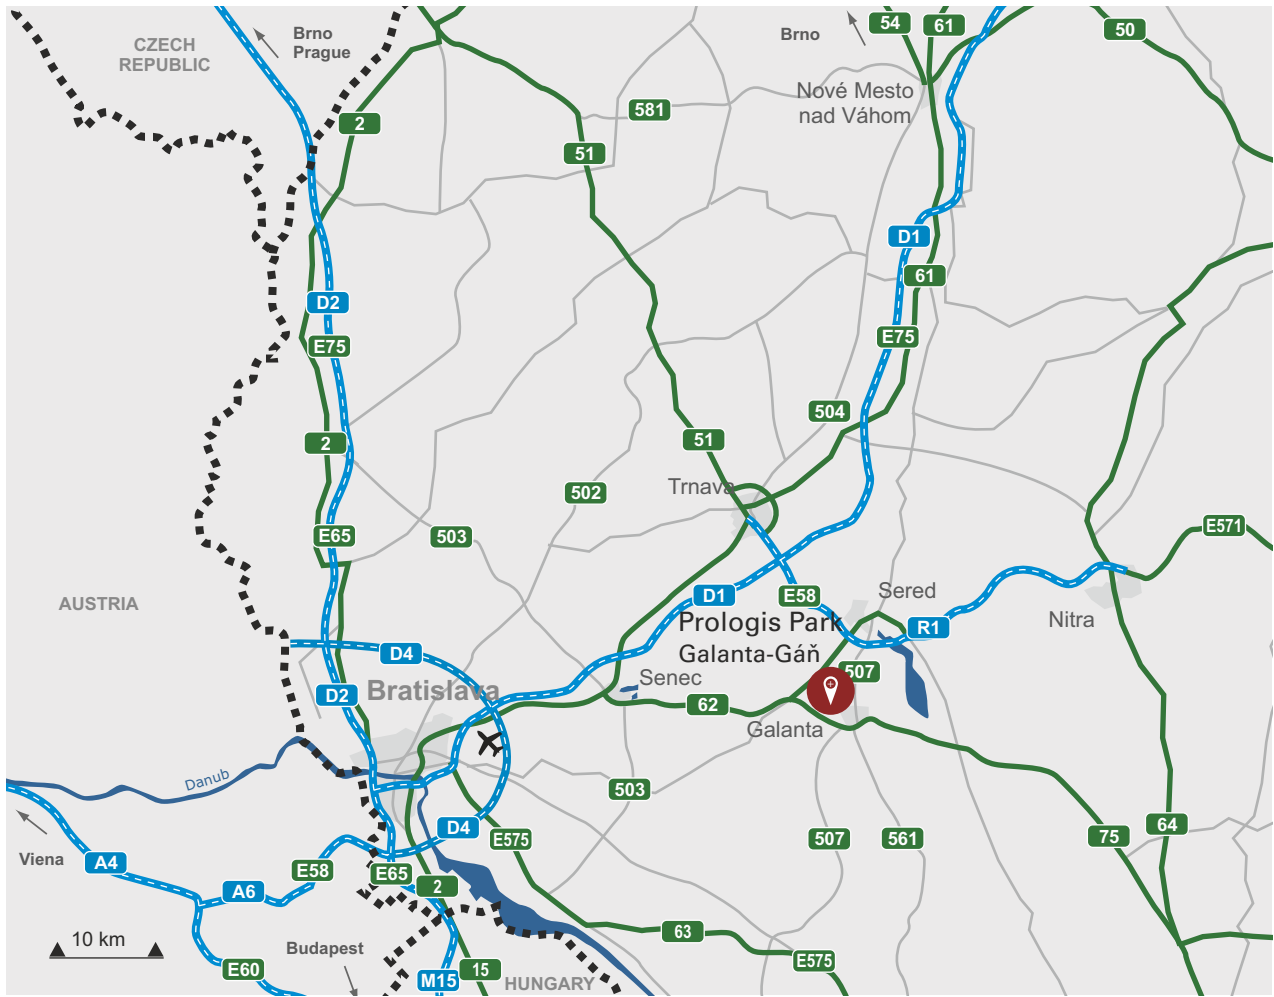 CZECH
REPUBLIC
Brno
Prague
Brno
54
61
50
Nové Mesto
nad Váhom
581
2
51
D1
61
D2
E75
E75
504
2
51
Trnava
502
E65
503
E571
AUSTRIA
D1
E58
Sered
Nitra
R1
Prologis Park
Galanta-Gáň
D4
507
Senec
Bratislava
D2
62
Galanta
Danub
503
D4
E575
507
561
75
64
Viena
A4
E58
E65
A6
2
10 km
Budapest
63
E575
E60
M15
15
HUNGARY